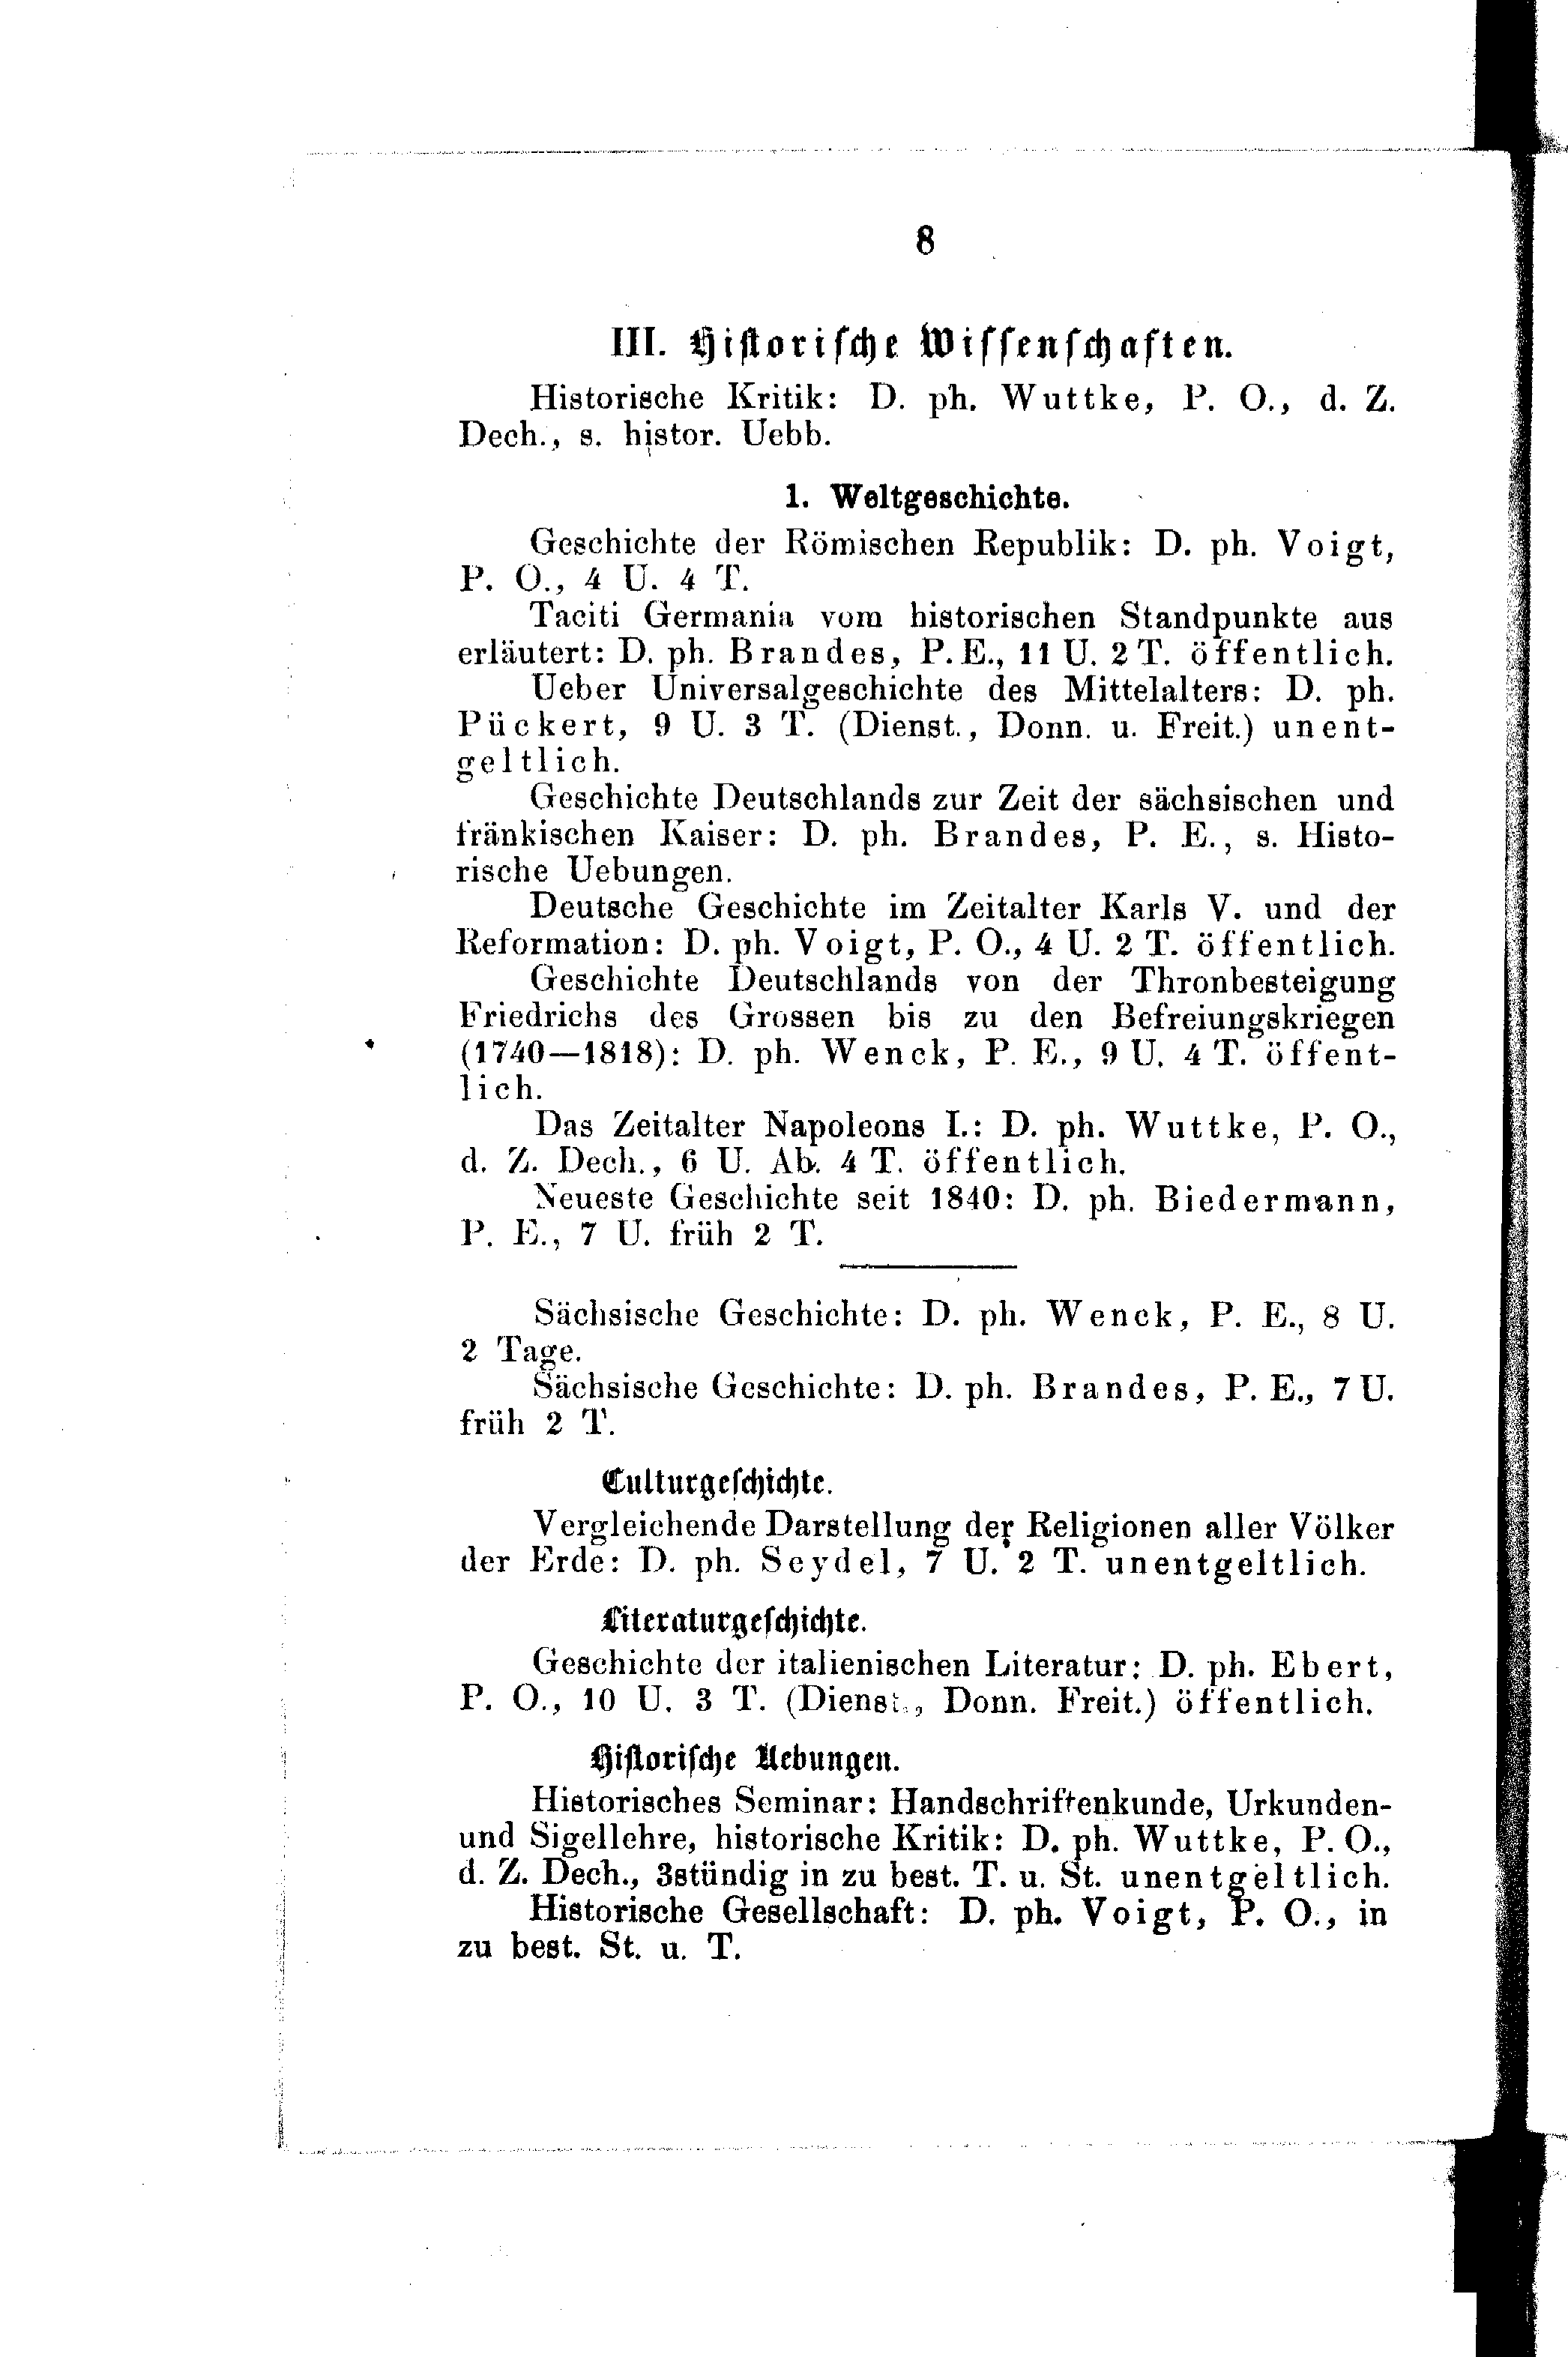 8
III. Historische Wissenschaften.
Historische Kritik: D. ph. Wuttke, P. O., d. Z.
Dech., s. histor. Uebb.
1. Weltgeschichte.
Geschichte der Römischen Republik: D. ph. Voigt,
P. O., 4 U. 4 T.
Taciti Germania vom historischen Standpunkte aus
erläutert: D. ph. Brandes, P. E., 11 U. 2 T. öffentlich.
Ueber Universalgeschichte des Mittelalters: D. ph.
Pückert, 9 U. 3 T. (Dienst., Donn. u. Freit.) unent-
geltlich.
Geschichte Deutschlands zur Zeit der sächsischen und
fränkischen Kaiser: D. ph. Brandes, P. E., s. Histo-
rische Uebungen.
Deutsche Geschichte im Zeitalter Karls V. und der
Reformation: D. ph. Voigt, P. O., 4 U. 2 T. öffentlich.
Geschichte Deutschlands von der Thronbesteigung
Friedrichs des Grossen bis zu den Befreiungskriegen
(1740—1818): D. ph. Wenck, P. E., 9 U. 4 T. öffent-
lich.
Das Zeitalter Napoleons I.: D. ph. Wuttke, P. O.,
d. Z. Dech., 6 U. Ab. 4 T. öffentlich.
Neueste Geschichte seit 1840: D. ph. Biedermann,
P. E., 7 U. früh 2 T.
Sächsische Geschichte: D. ph. Wenck, P. E., 8 U.
2 Tage.
Sächsische Geschichte: D. ph. Brandes, P. E., 7 U.
früh 2 T.
Culturgeschichte.
Vergleichende Darstellung der Religionen aller Völker
der Erde: D. ph. Seydel, 7 U. 2 T. unentgeltlich.
Literaturgeschichte.
Geschichte der italienischen Literatur: D. ph. Ebert,
P. O., 10 U. 3 T. (Dienst., Donn. Freit.) öffentlich.
Historische Uebungen.
Historisches Seminar: Handschriftenkunde, Urkunden-
und Sigellehre, historische Kritik: D. ph. Wuttke, P. O.,
d. Z. Dech., 3stündig in zu best. T. u. St. unentgeltlich.
Historische Gesellschaft: D. ph. Voigt, P. O., in
zu best. St. u. T.